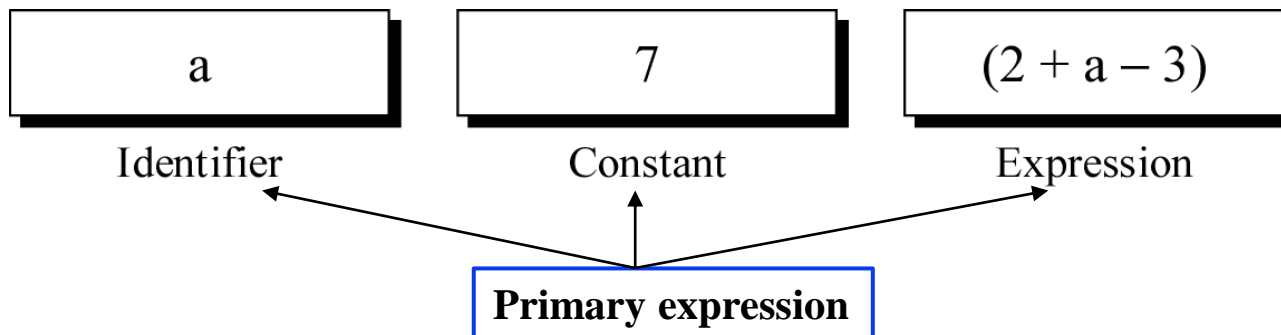 a 7 (2 + a – 3)
Identifier Constant Expression
Primary expression